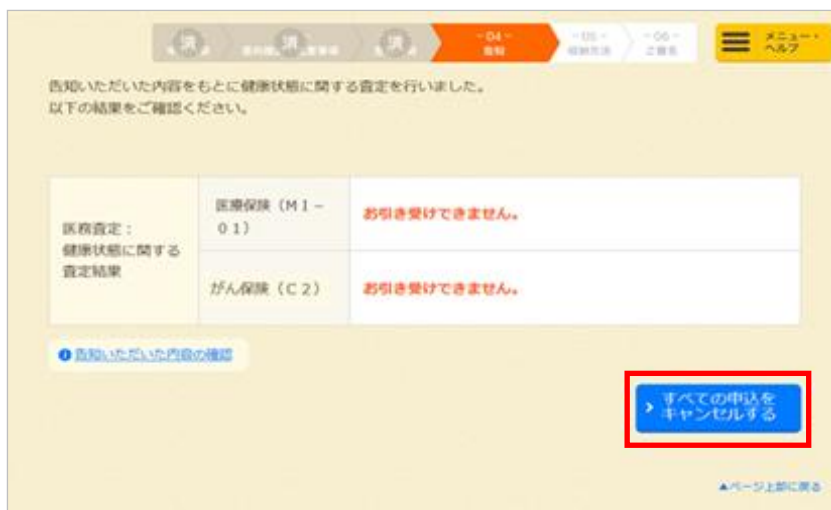 済
済
済
-04-
告知
-05-
-06-
ご署名
メニュー・
ヘルプ
告知いただいた内容をもとに健康状態に関する査定を行いました。
以下の結果をご確認ください。
医務査定：
健康状態に関する
査定結果
医療保険（MI－
01）
お引き受けできません。
がん保険（C2）
お引き受けできません。
告知いただいた内容の確認
すべての申込を
キャンセルする
▲ページ上部に戻る